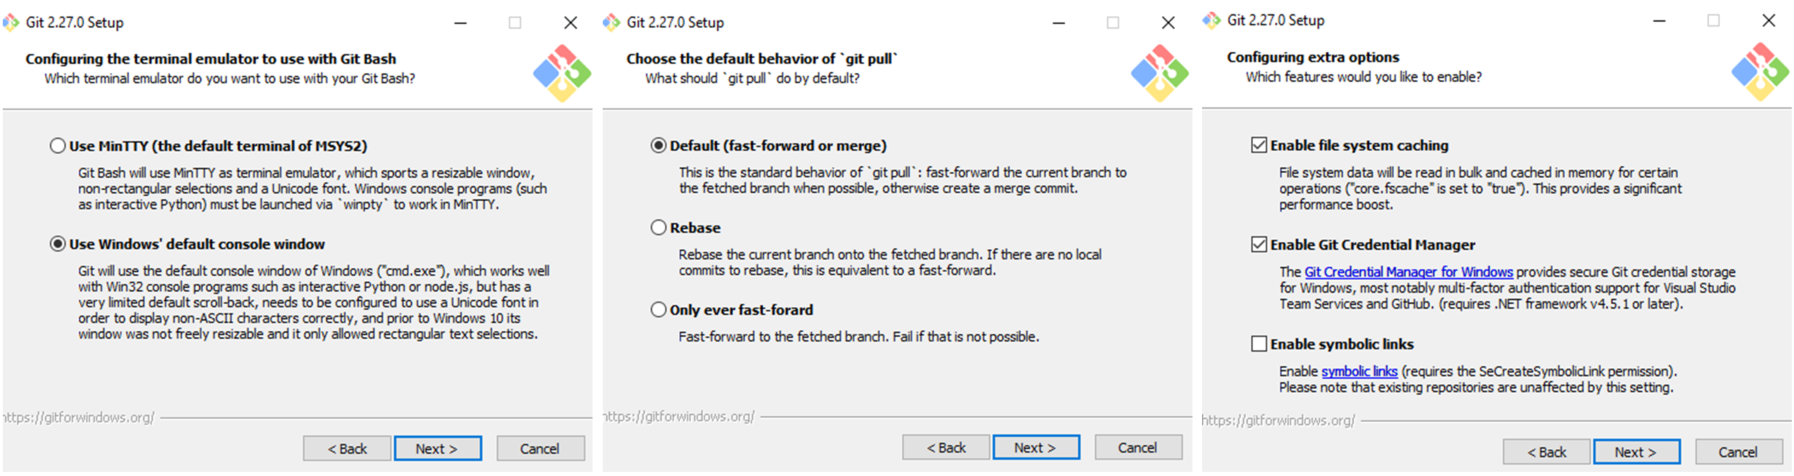 Git 2.27.0 Setup
Configuring the terminal emulator to use with Git Bash
Which terminal emulator do you want to use with your Git Bash?
Use MinTTY (the default terminal of MSYS2)
Git Bash will use MinTTY as terminal emulator, which sports a resizable window,
non-rectangular selections and a Unicode font. Windows console programs (such
as interactive Python) must be launched via `winpty` to work in MinTTY.
Use Windows' default console window
Git will use the default console window of Windows ("cmd.exe"), which works well
with Win32 console programs such as interactive Python or node.js, but has a
very limited default scroll-back, needs to be configured to use a Unicode font in
order to display non-ASCII characters correctly, and prior to Windows 10 its
window was not freely resizable and it only allowed rectangular text selections.
https://gitforwindows.org/
< Back
Next >
Cancel
Git 2.27.0 Setup
Choose the default behavior of `git pull`
What should `git pull` do by default?
Default (fast-forward or merge)
This is the standard behavior of `git pull`: fast-forward the current branch to
the fetched branch when possible, otherwise create a merge commit.
Rebase
Rebase the current branch onto the fetched branch. If there are no local
commits to rebase, this is equivalent to a fast-forward.
Only ever fast-forard
Fast-forward to the fetched branch. Fail if that is not possible.
https://gitforwindows.org/
< Back
Next >
Cancel
Git 2.27.0 Setup
Configuring extra options
Which features would you like to enable?
Enable file system caching
File system data will be read in bulk and cached in memory for certain
operations ("core.fscache" is set to "true"). This provides a significant
performance boost.
Enable Git Credential Manager
The Git Credential Manager for Windows provides secure Git credential storage
for Windows, most notably multi-factor authentication support for Visual Studio
Team Services and GitHub. (requires .NET framework v4.5.1 or later).
Enable symbolic links
Enable symbolic links (requires the SeCreateSymbolicLink permission).
Please note that existing repositories are unaffected by this setting.
https://gitforwindows.org/
< Back
Next >
Cancel